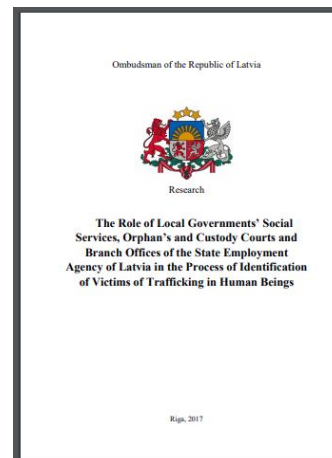 Ombudsman of the Republic of Latvia
Research
The Role of Local Governments' Social
Services, Orphan's and Custody Courts and
Branch Offices of the State Employment
Agency of Latvia in the Process of Identification
of Victims of Trafficking in Human Beings
Riga, 2017